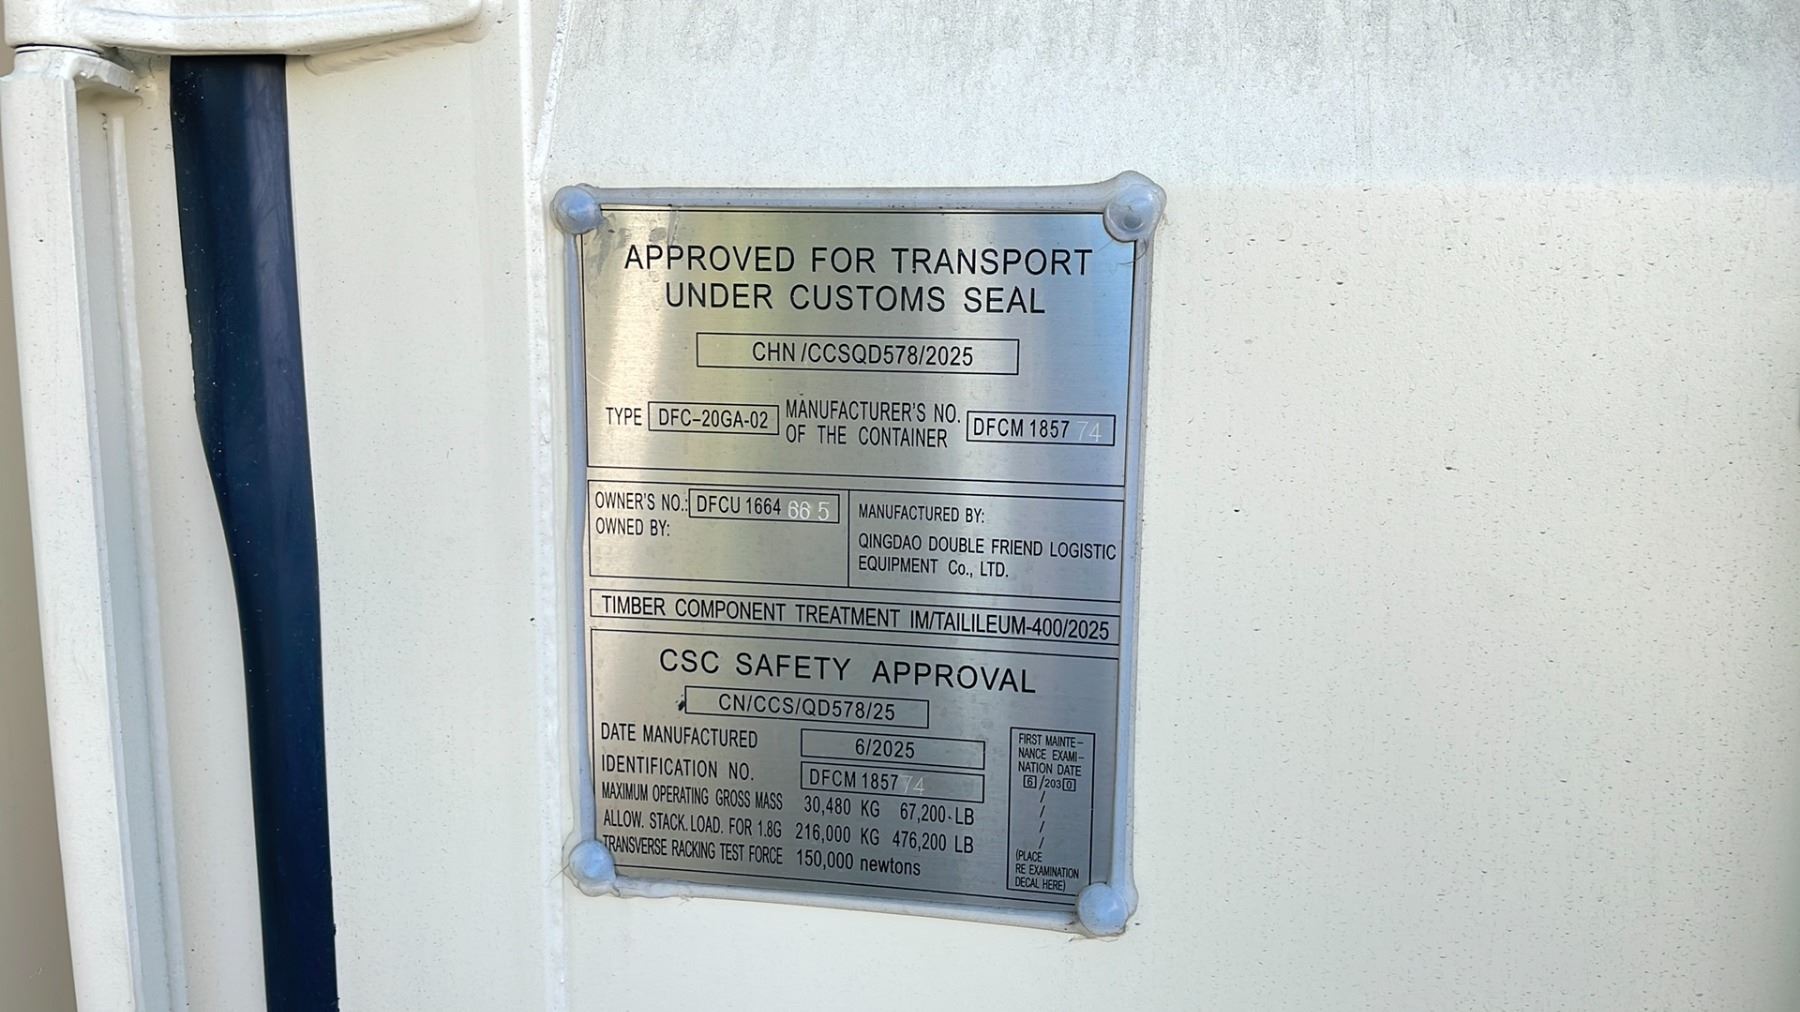 APPROVED FOR TRANSPORT
UNDER CUSTOMS SEAL
CHN/CCSQD578/2025
TYPE DFC-20GA-02 MANUFACTURER'S NO.
OF THE CONTAINER DFCM 185774
OWNER'S NO.: DFCU 1664 66 5
OWNED BY:
MANUFACTURED BY:
QINGDAO DOUBLE FRIEND LOGISTIC
EQUIPMENT Co., LTD.
TIMBER COMPONENT TREATMENT IM/TAILILEUM-400/2025
CSC SAFETY APPROVAL
CN/CCS/QD578/25
DATE MANUFACTURED 6/2025
IDENTIFICATION NO. DFCM 185774
MAXIMUM OPERATING GROSS MASS 30,480 KG 67,200 LB
ALLOW. STACK.LOAD. FOR 1.8G 216,000 KG 476,200 LB
TRANSVERSE RACKING TEST FORCE 150,000 newtons
FIRST MAINTE-
NANCE EXAMI-
NATION DATE
6/2030
/
/
/
/
(PLACE
RE EXAMINATION
DECAL HERE)